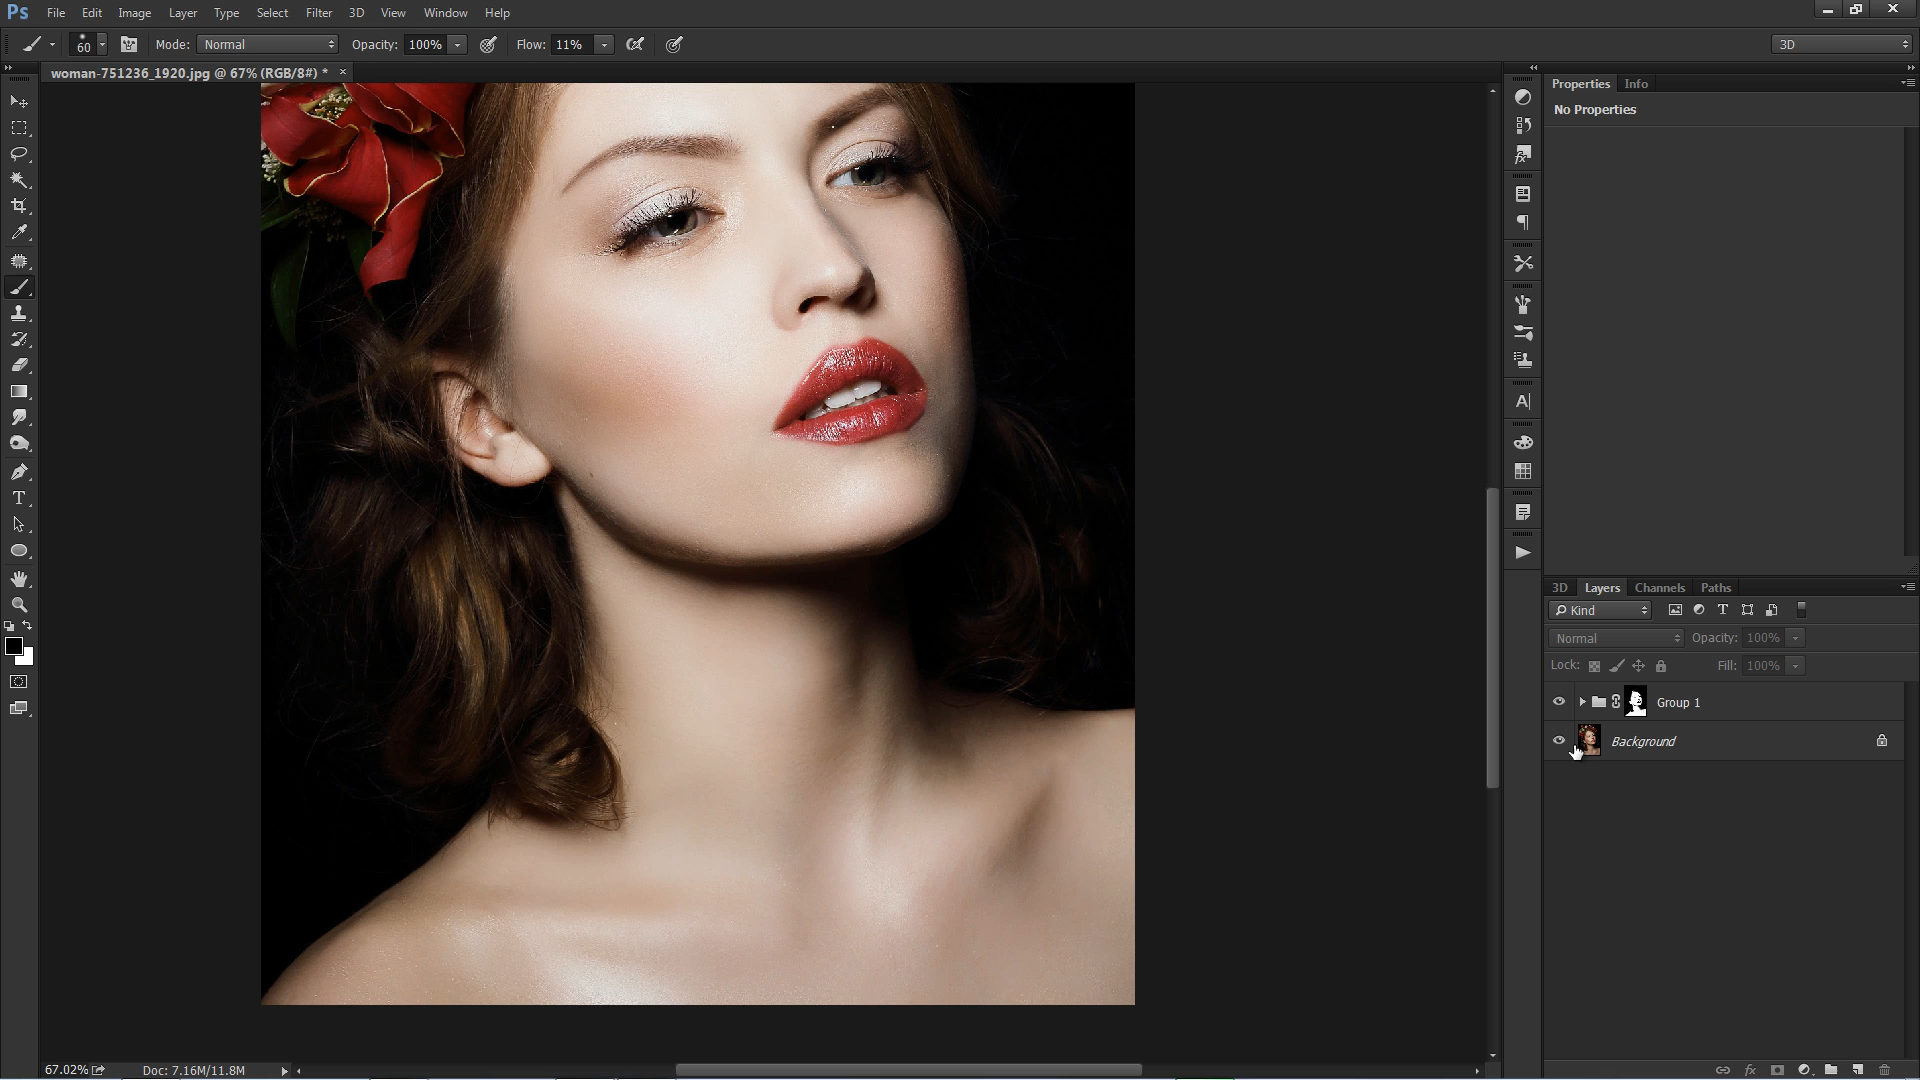 Ps File Edit Image Layer Type Select Filter 3D View Window Help
60 Mode: Normal Opacity: 100% Flow: 11% 3D
woman-751236_1920.jpg @ 67% (RGB/8#) * ×
Properties Info
No Properties
3D Layers Channels Paths
Kind
Normal Opacity: 100%
Lock: Fill: 100%
Group 1
Background
67.02% Doc: 7.16M/11.8M